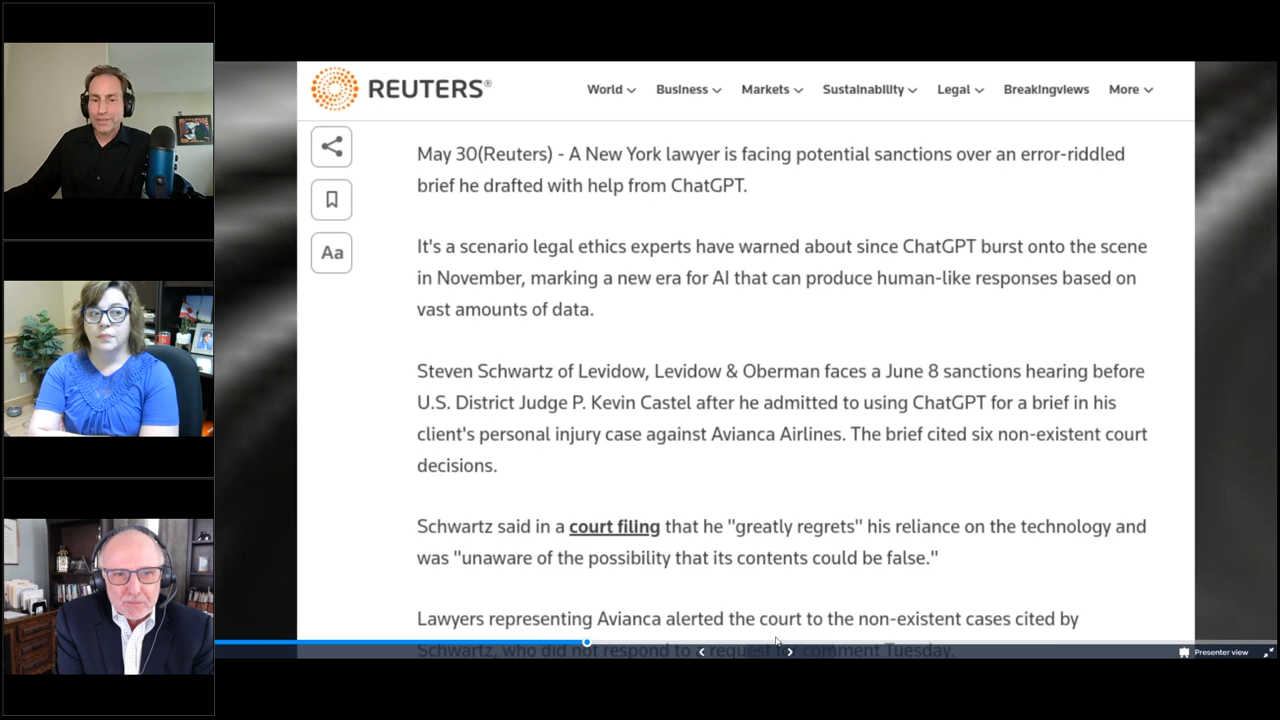 REUTERS®
World Business Markets Sustainability Legal Breakingviews More
May 30(Reuters) - A New York lawyer is facing potential sanctions over an error-riddled
brief he drafted with help from ChatGPT.
Aa
It's a scenario legal ethics experts have warned about since ChatGPT burst onto the scene
in November, marking a new era for AI that can produce human-like responses based on
vast amounts of data.
Steven Schwartz of Levidow, Levidow & Oberman faces a June 8 sanctions hearing before
U.S. District Judge P. Kevin Castel after he admitted to using ChatGPT for a brief in his
client's personal injury case against Avianca Airlines. The brief cited six non-existent court
decisions.
Schwartz said in a court filing that he "greatly regrets" his reliance on the technology and
was "unaware of the possibility that its contents could be false."
Lawyers representing Avianca alerted the court to the non-existent cases cited by
Schwartz, who did not respond to a request for comment Tuesday.
Presenter view